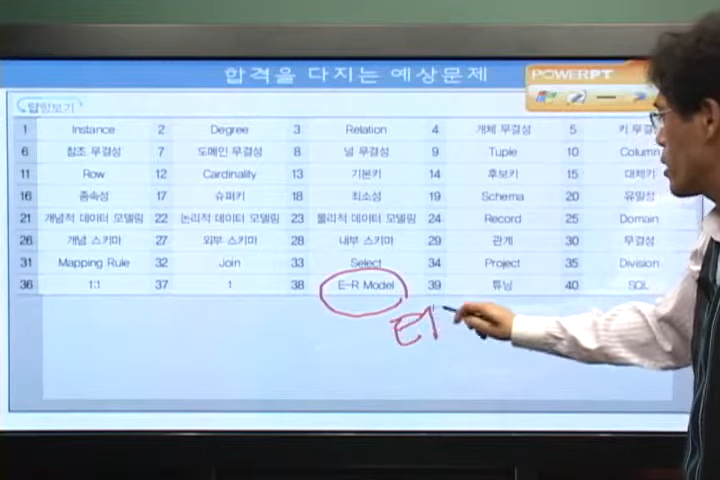 합격을 다지는 예상문제
POWERPT
답항보기
1 Instance 2 Degree 3 Relation 4 개체 무결성 5 키 무결성
6 참조 무결성 7 도메인 무결성 8 널 무결성 9 Tuple 10 Column
11 Row 12 Cardinality 13 기본키 14 후보키 15 대체키
16 종속성 17 슈퍼키 18 최소성 19 Schema 20 유일성
21 개념적 데이터 모델링 22 논리적 데이터 모델링 23 물리적 데이터 모델링 24 Record 25 Domain
26 개념 스키마 27 외부 스키마 28 내부 스키마 29 관계 30 무결성
31 Mapping Rule 32 Join 33 Select 34 Project 35 Division
36 1:1 37 1 38 E-R Model 39 튜닝 40 SQL